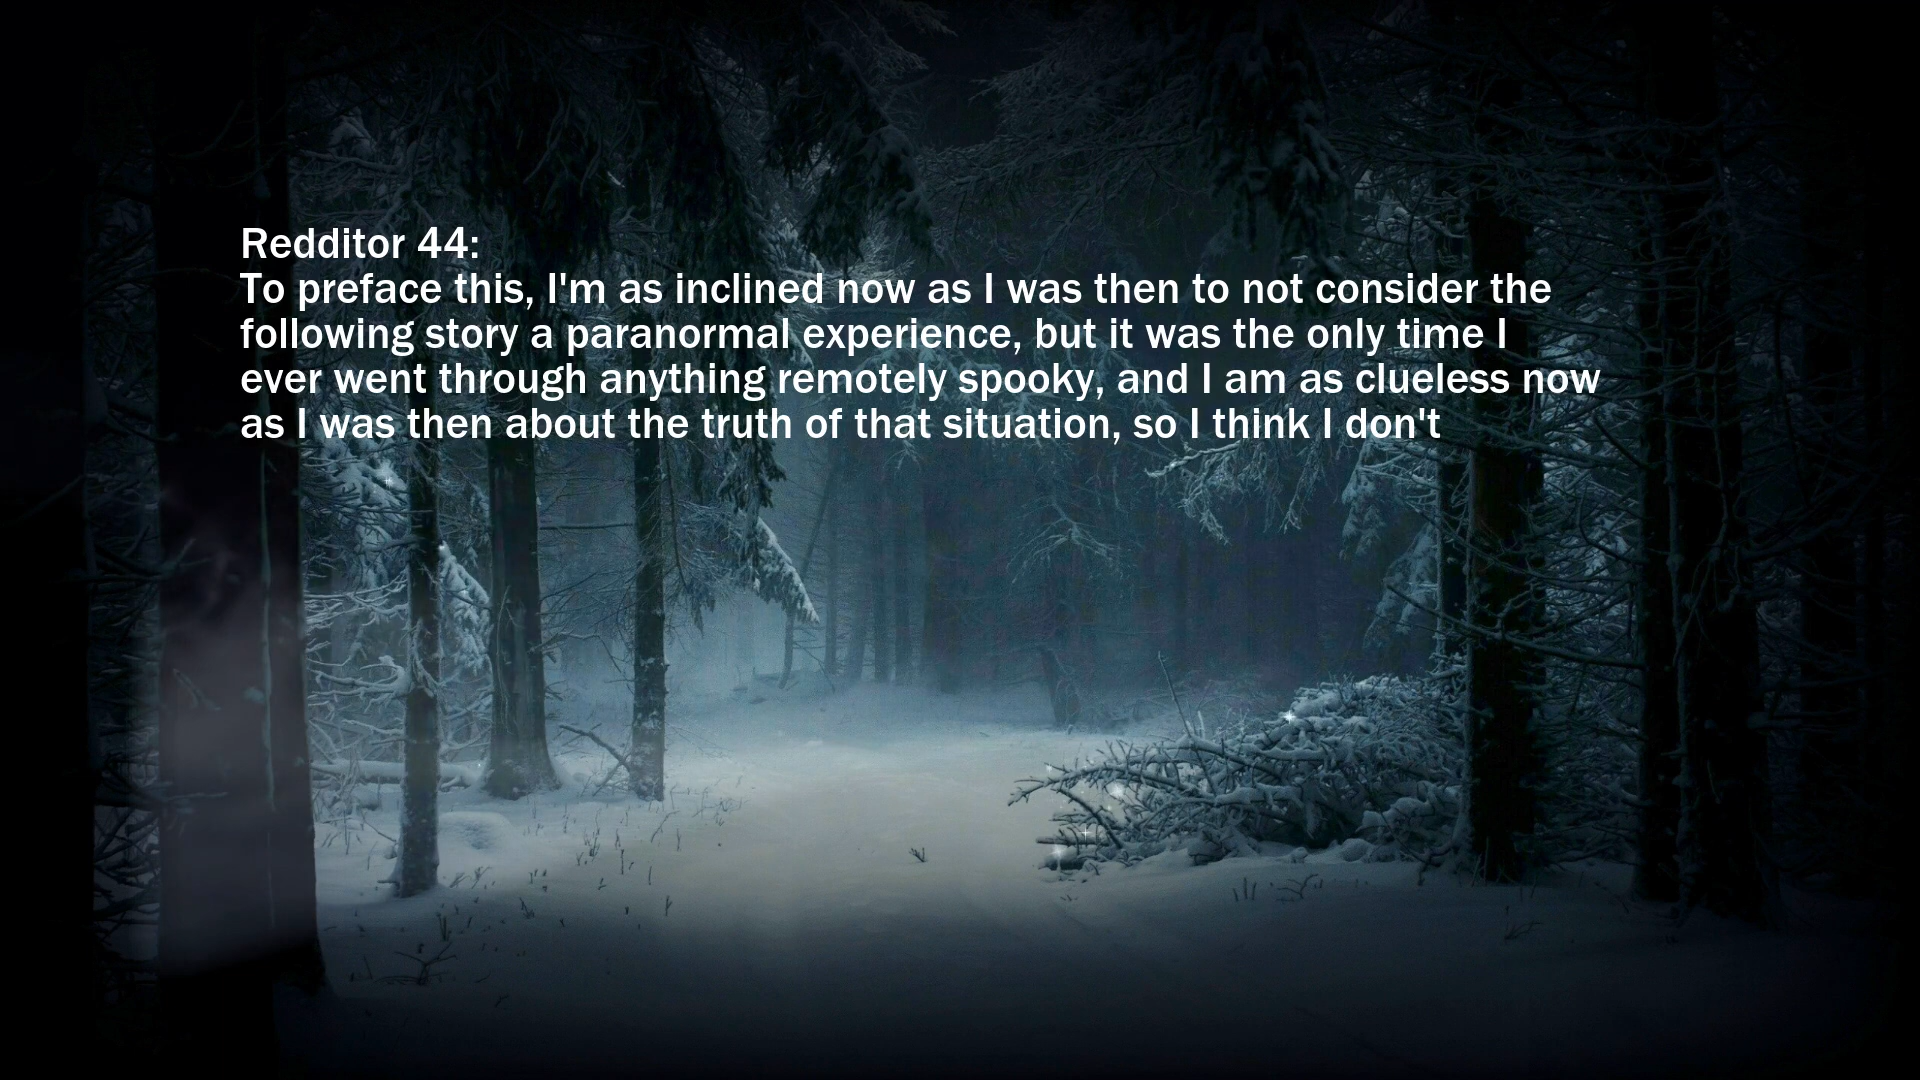 Redditor 44:
To preface this, I'm as inclined now as I was then to not consider the
following story a paranormal experience, but it was the only time I
ever went through anything remotely spooky, and I am as clueless now
as I was then about the truth of that situation, so I think I don't